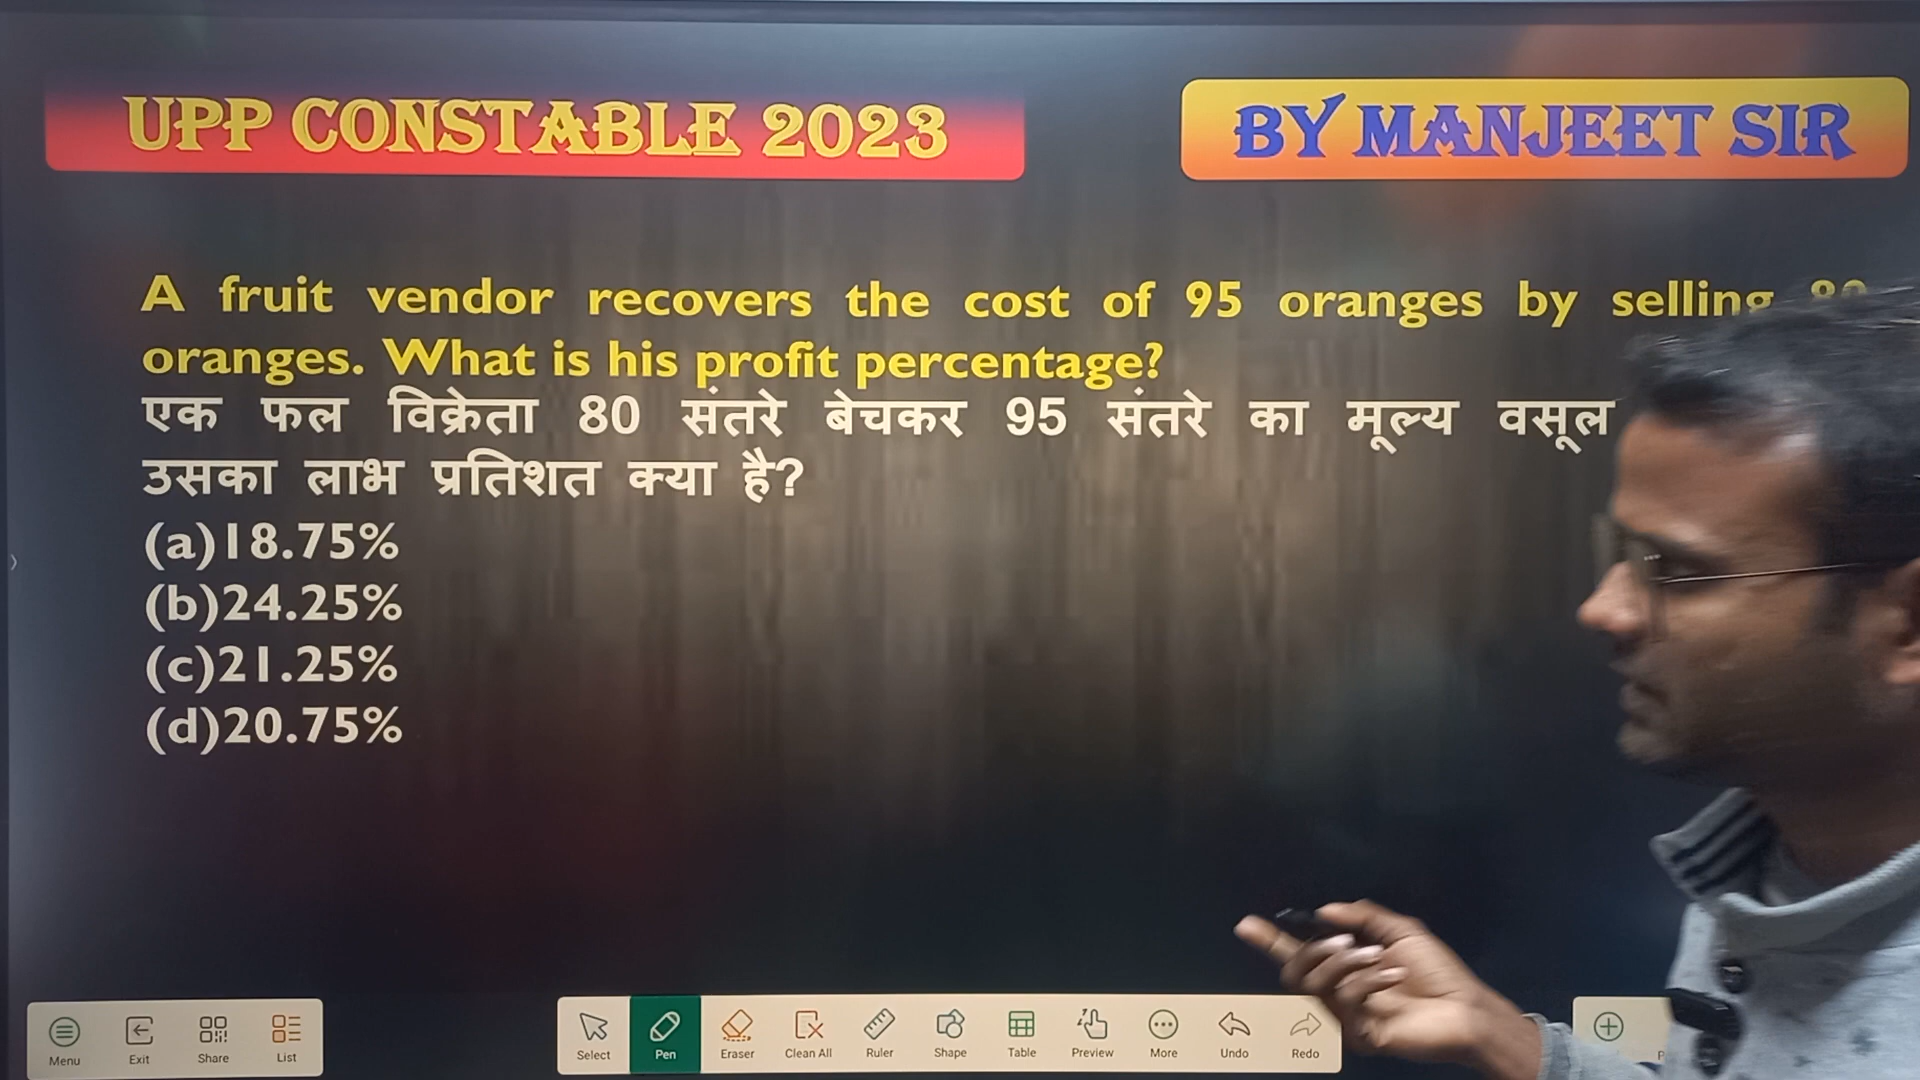 UPP CONSTABLE 2023
BY MANJEET SIR
A fruit vendor recovers the cost of 95 oranges by selling 80
oranges. What is his profit percentage?
एक फल विक्रेता 80 संतरे बेचकर 95 संतरे का मूल्य वसूल
उसका लाभ प्रतिशत क्या है?
(a)18.75%
(b)24.25%
(c)21.25%
(d)20.75%
Menu Exit Share List
Select Pen Eraser Clean All Ruler Shape Table Preview More Undo Redo